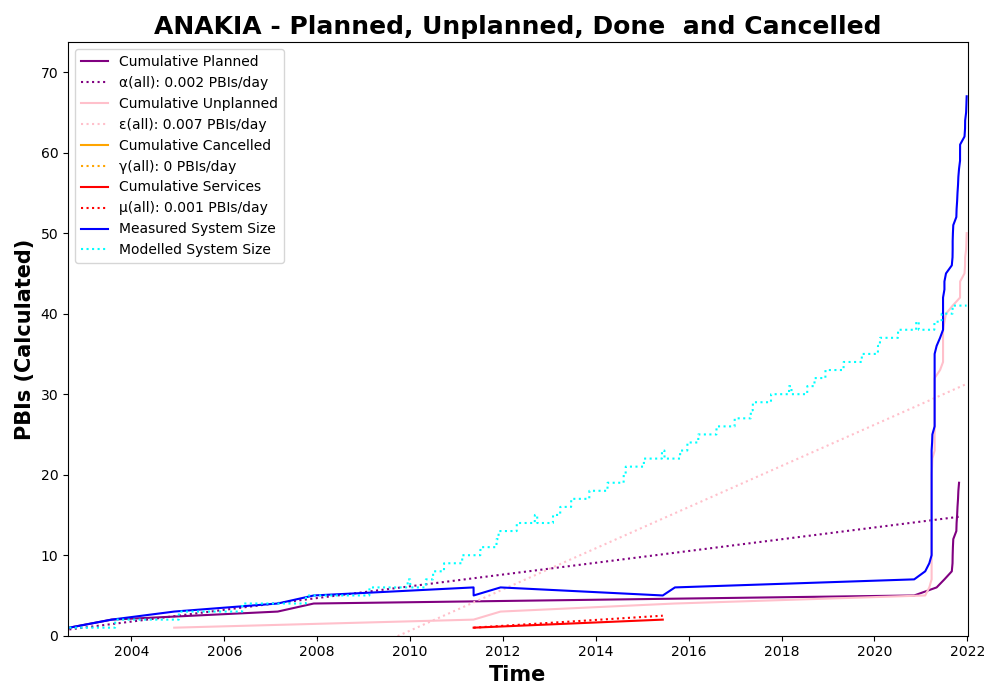 ANAKIA - Planned, Unplanned, Done  and Cancelled
Cumulative Planned
α(all): 0.002 PBIs/day
Cumulative Unplanned
ε(all): 0.007 PBIs/day
Cumulative Cancelled
γ(all): 0 PBIs/day
Cumulative Services
μ(all): 0.001 PBIs/day
Measured System Size
Modelled System Size
PBIs (Calculated)
70
60
50
40
30
20
10
0
2004 2006 2008 2010 2012 2014 2016 2018 2020 2022
Time